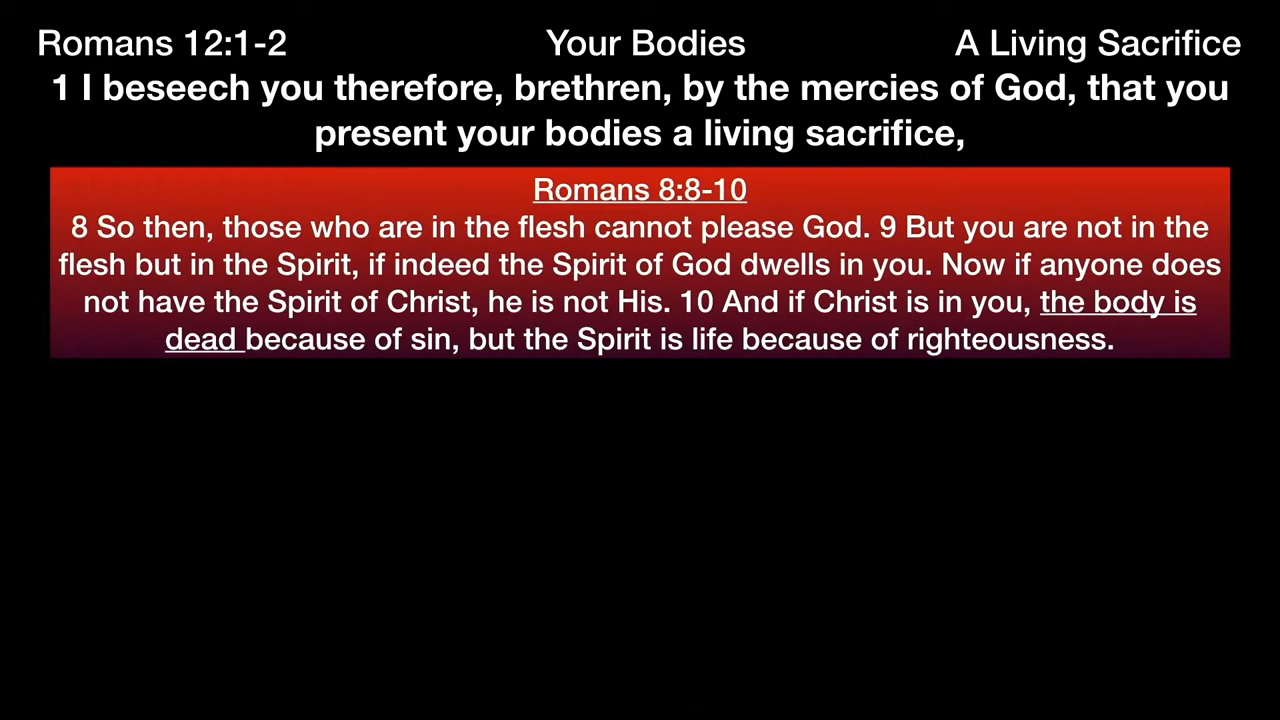 Romans 12:1-2 Your Bodies A Living Sacrifice
1 I beseech you therefore, brethren, by the mercies of God, that you
present your bodies a living sacrifice,
Romans 8:8-10
8 So then, those who are in the flesh cannot please God. 9 But you are not in the
flesh but in the Spirit, if indeed the Spirit of God dwells in you. Now if anyone does
not have the Spirit of Christ, he is not His. 10 And if Christ is in you, the body is
dead because of sin, but the Spirit is life because of righteousness.